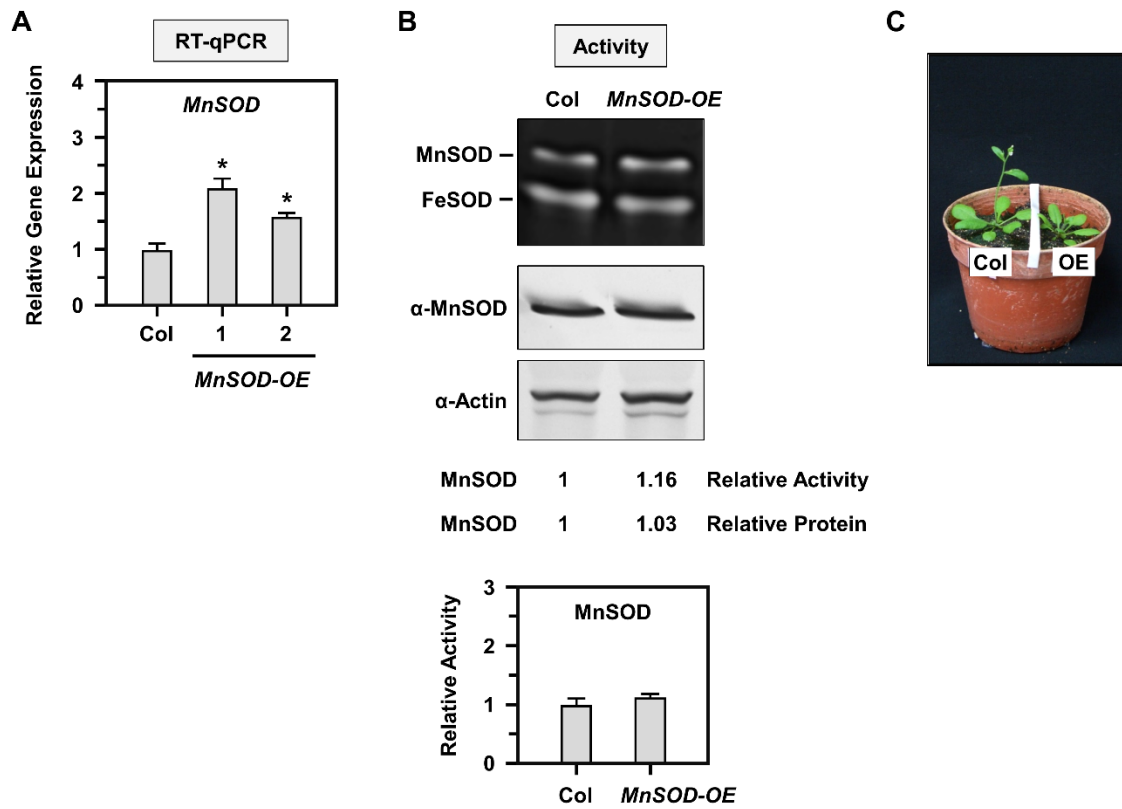 A
RT-qPCR
Relative Gene Expression
4
3
2
1
0
MnSOD
*
*
Col
1
2
MnSOD-OE
B
Activity
Col MnSOD-OE
MnSOD
FeSOD
α-MnSOD
α-Actin
MnSOD 1 1.16 Relative Activity
MnSOD 1 1.03 Relative Protein
Relative Activity
3
2
1
0
MnSOD
Col MnSOD-OE
C
Col OE